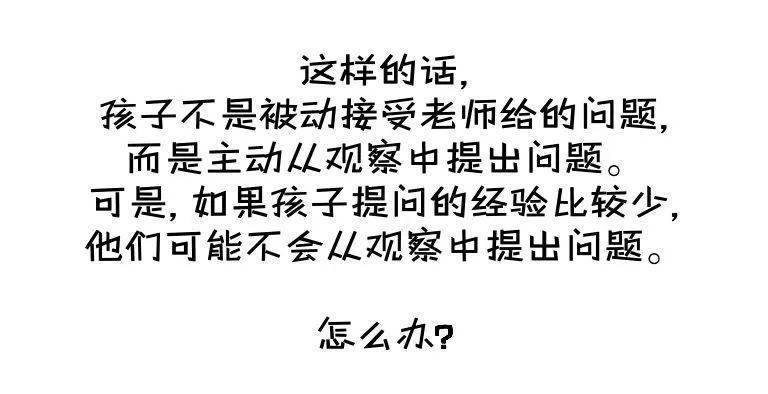 这样的话,
孩子不是被动接受老师给的问题,
而是主动从观察中提出问题。
可是,如果孩子提问的经验比较少,
他们可能不会从观察中提出问题。
怎么办?